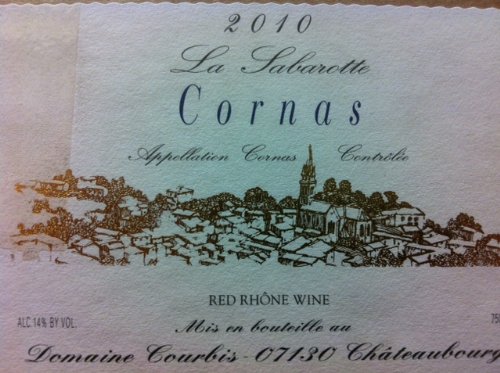 2010
La Sabarotte
Cornas
Appellation Cornas Contrôlée
RED RHÔNE WINE
ALC 14% BY VOL.
75
Mis en bouteille au
Domaine Courbis - 07130 Châteaubourg